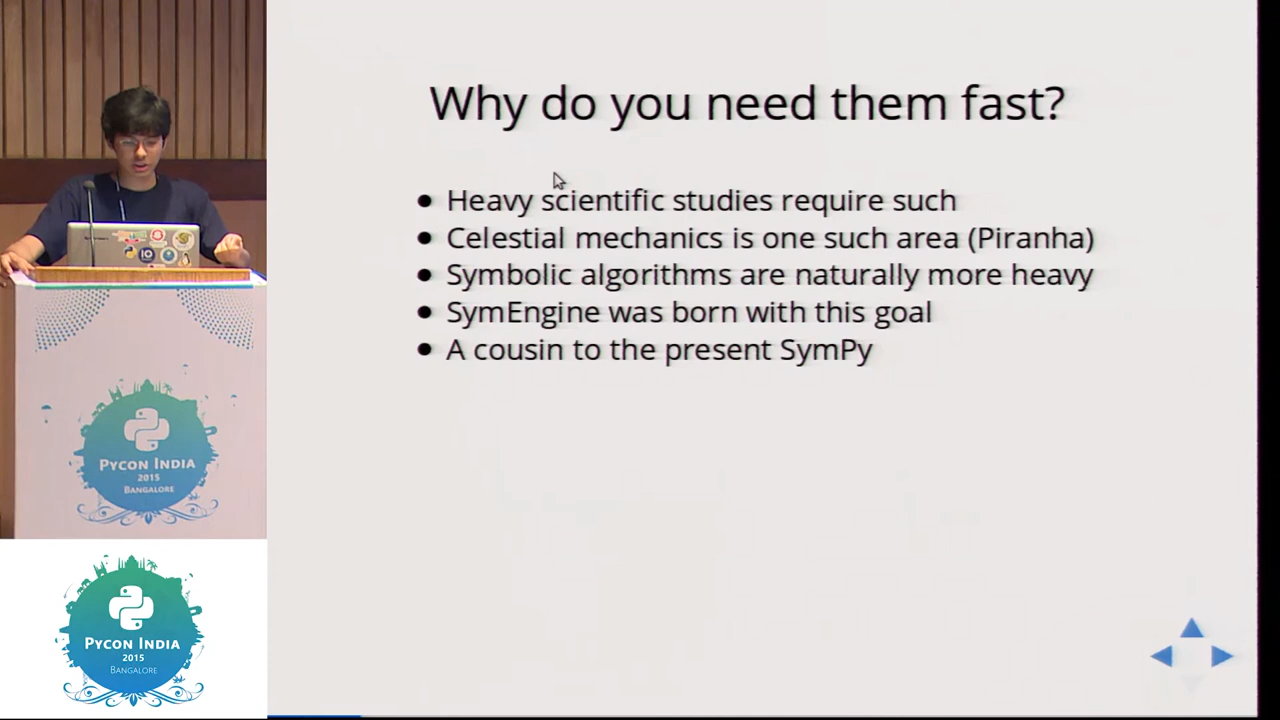 Why do you need them fast?
● Heavy scientific studies require such
● Celestial mechanics is one such area (Piranha)
● Symbolic algorithms are naturally more heavy
● SymEngine was born with this goal
● A cousin to the present SymPy
PYCON INDIA
2015
BANGALORE
PYCON INDIA
2015
BANGALORE